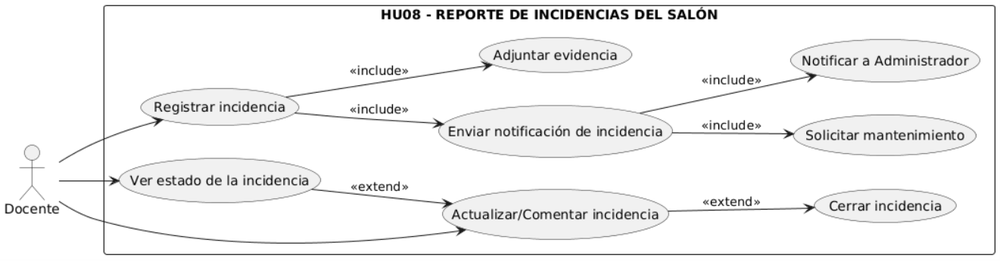 HU08 - REPORTE DE INCIDENCIAS DEL SALÓN
Adjuntar evidencia
Notificar a Administrador
«include»
«include»
Registrar incidencia
«include»
Enviar notificación de incidencia
«include»
Solicitar mantenimiento
Ver estado de la incidencia
«extend»
Actualizar/Comentar incidencia
«extend»
Cerrar incidencia
Docente